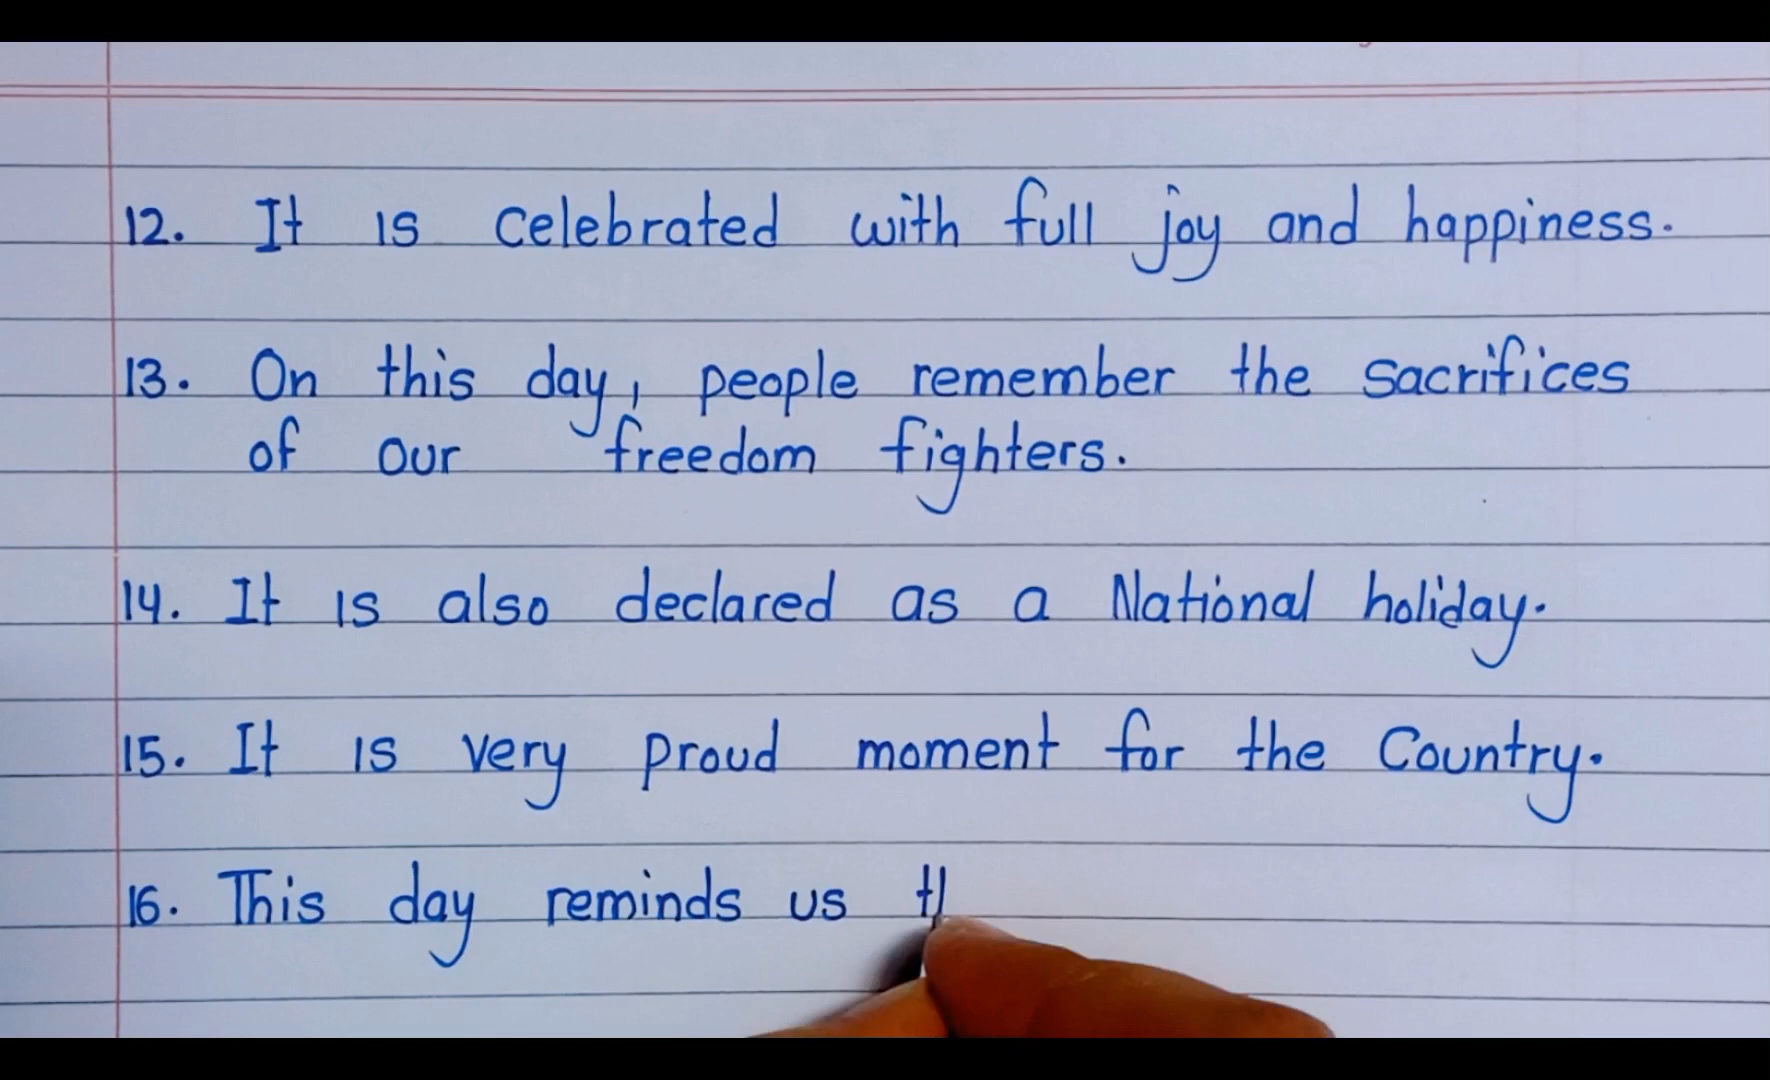 12. It is celebrated with full joy and happiness.
13. On this day, people remember the sacrifices
of our freedom fighters.
14. It is also declared as a National holiday.
15. It is very proud moment for the Country.
16. This day reminds us